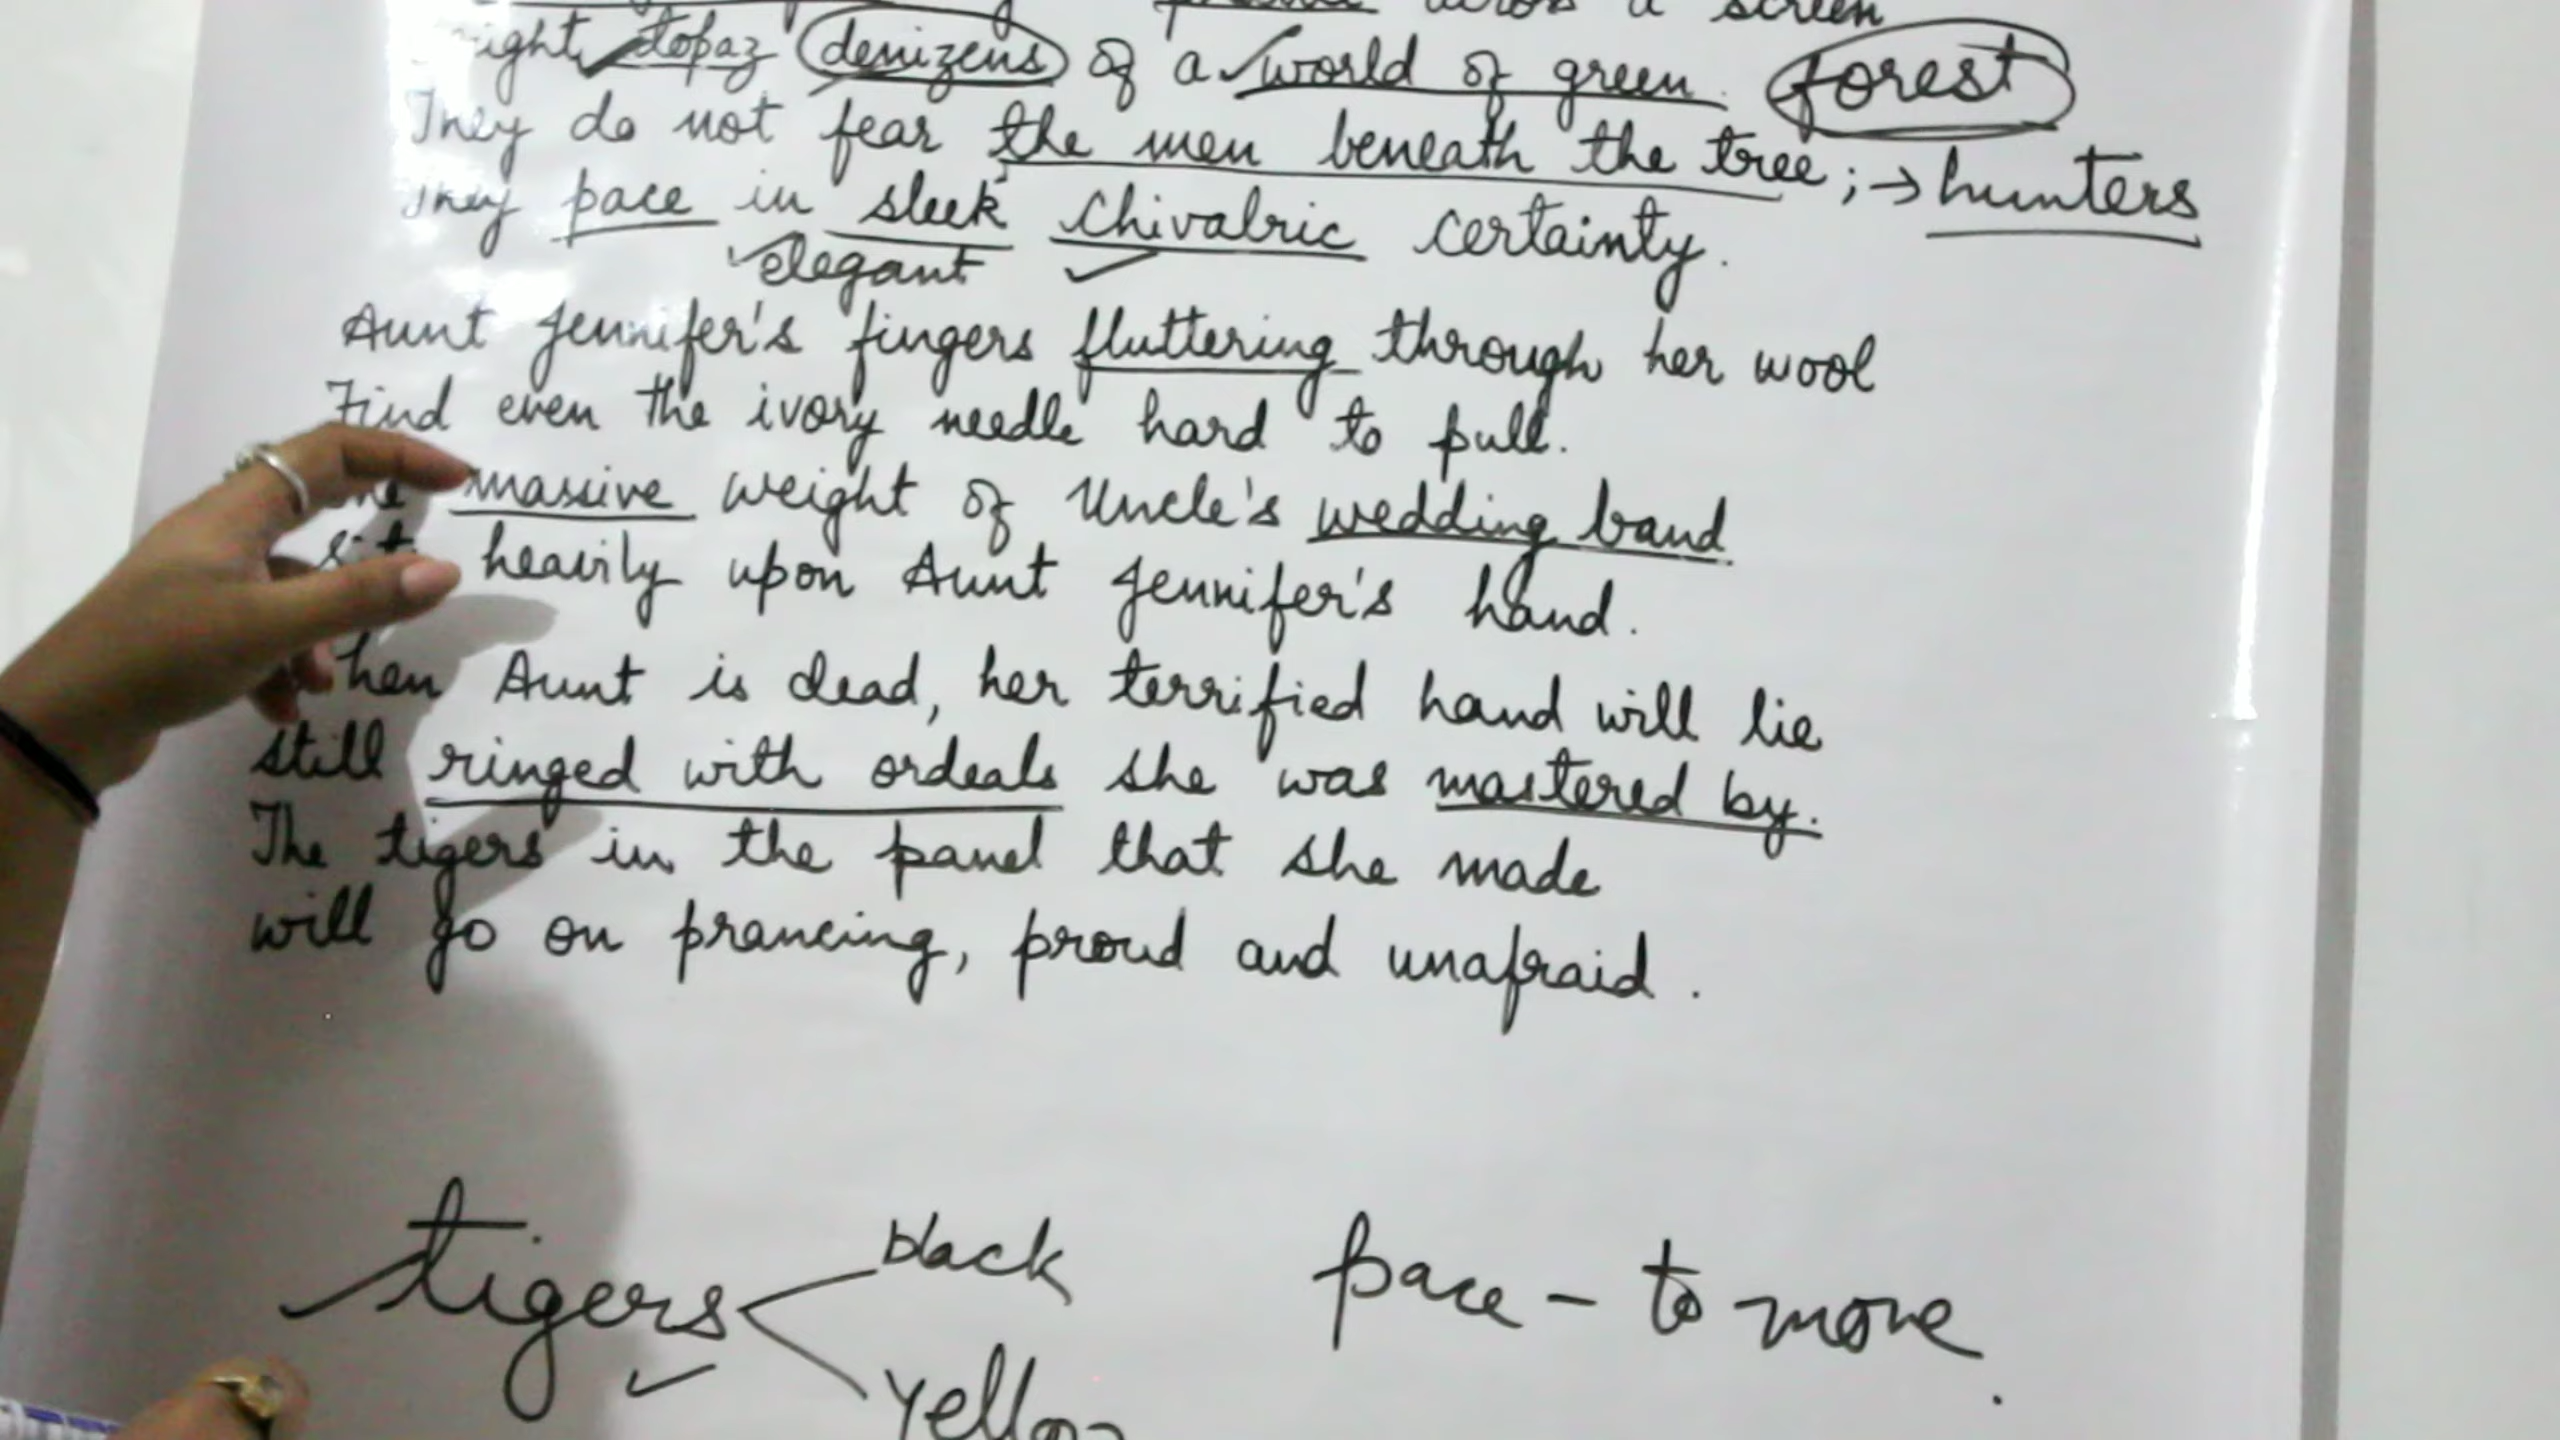 prance across a screen
topaz denizens of a world of green. forest
They do not fear the men beneath the tree; → hunters
They pace in sleek chivalric certainty.
elegant
Aunt Jennifer's fingers fluttering through her wool
Find even the ivory needle hard to pull.
massive weight of Uncle's wedding band
heavily upon Aunt Jennifer's hand.
Aunt is dead, her terrified hand will lie
still ringed with ordeals she was mastered by.
The tigers in the panel that she made
will go on prancing, proud and unafraid.
black
tigers pace - to move